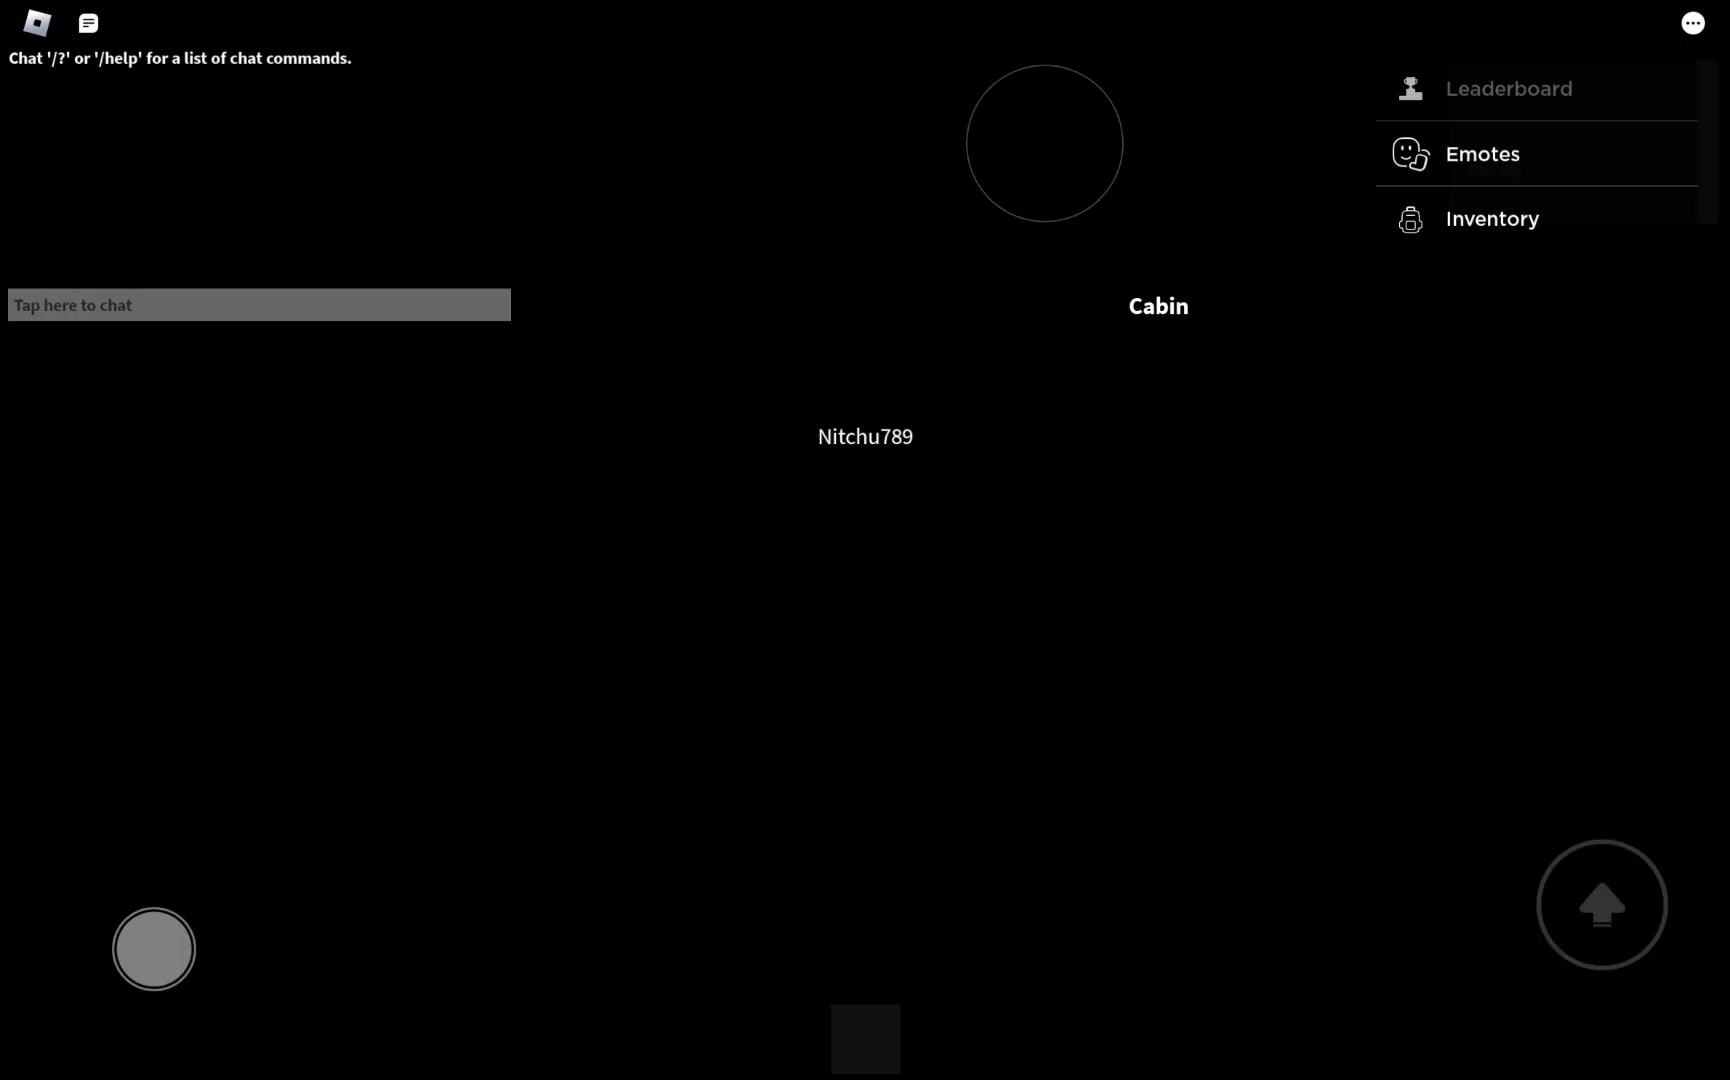 Chat '/?' or '/help' for a list of chat commands.
Leaderboard
Emotes
Inventory
Tap here to chat
Cabin
Nitchu789